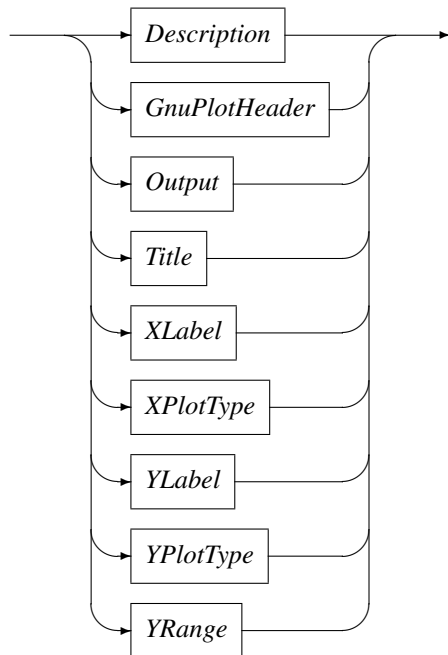 Description
GnuPlotHeader
Output
Title
XLabel
XPlotType
YLabel
YPlotType
YRange